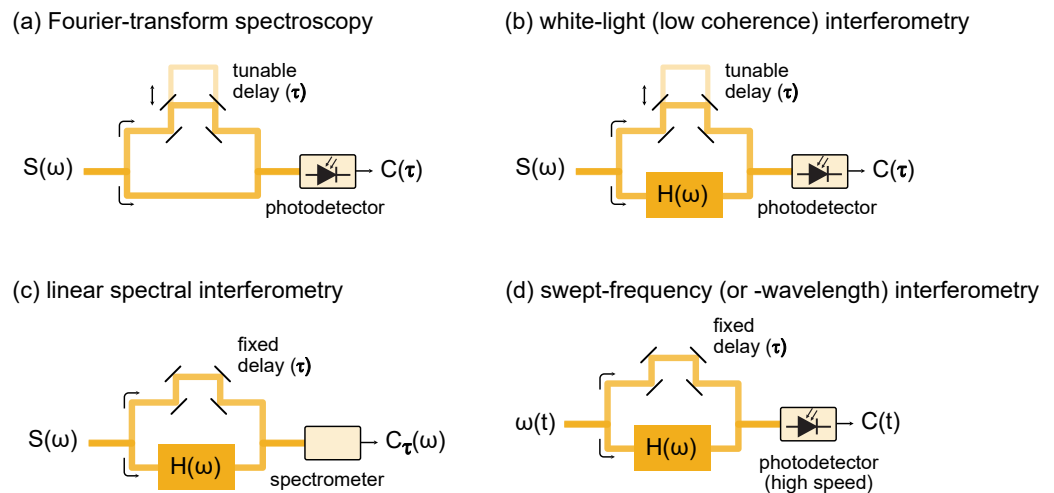 (a) Fourier-transform spectroscopy
tunable
delay (τ)
S(ω)
C(τ)
photodetector
(b) white-light (low coherence) interferometry
tunable
delay (τ)
S(ω)
H(ω)
C(τ)
photodetector
(c) linear spectral interferometry
fixed
delay (τ)
S(ω)
H(ω)
Cτ(ω)
spectrometer
(d) swept-frequency (or -wavelength) interferometry
fixed
delay (τ)
ω(t)
H(ω)
C(t)
photodetector
(high speed)